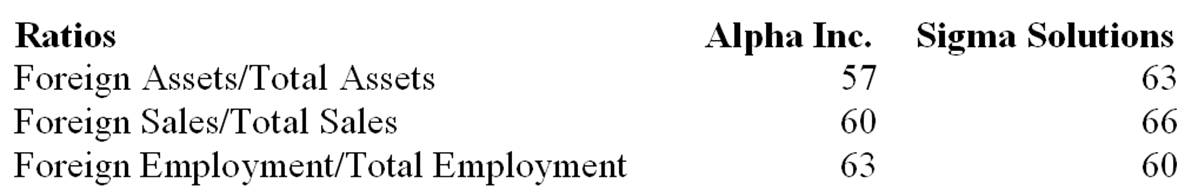 Ratios Alpha Inc. Sigma Solutions
Foreign Assets/Total Assets 57 63
Foreign Sales/Total Sales 60 66
Foreign Employment/Total Employment 63 60